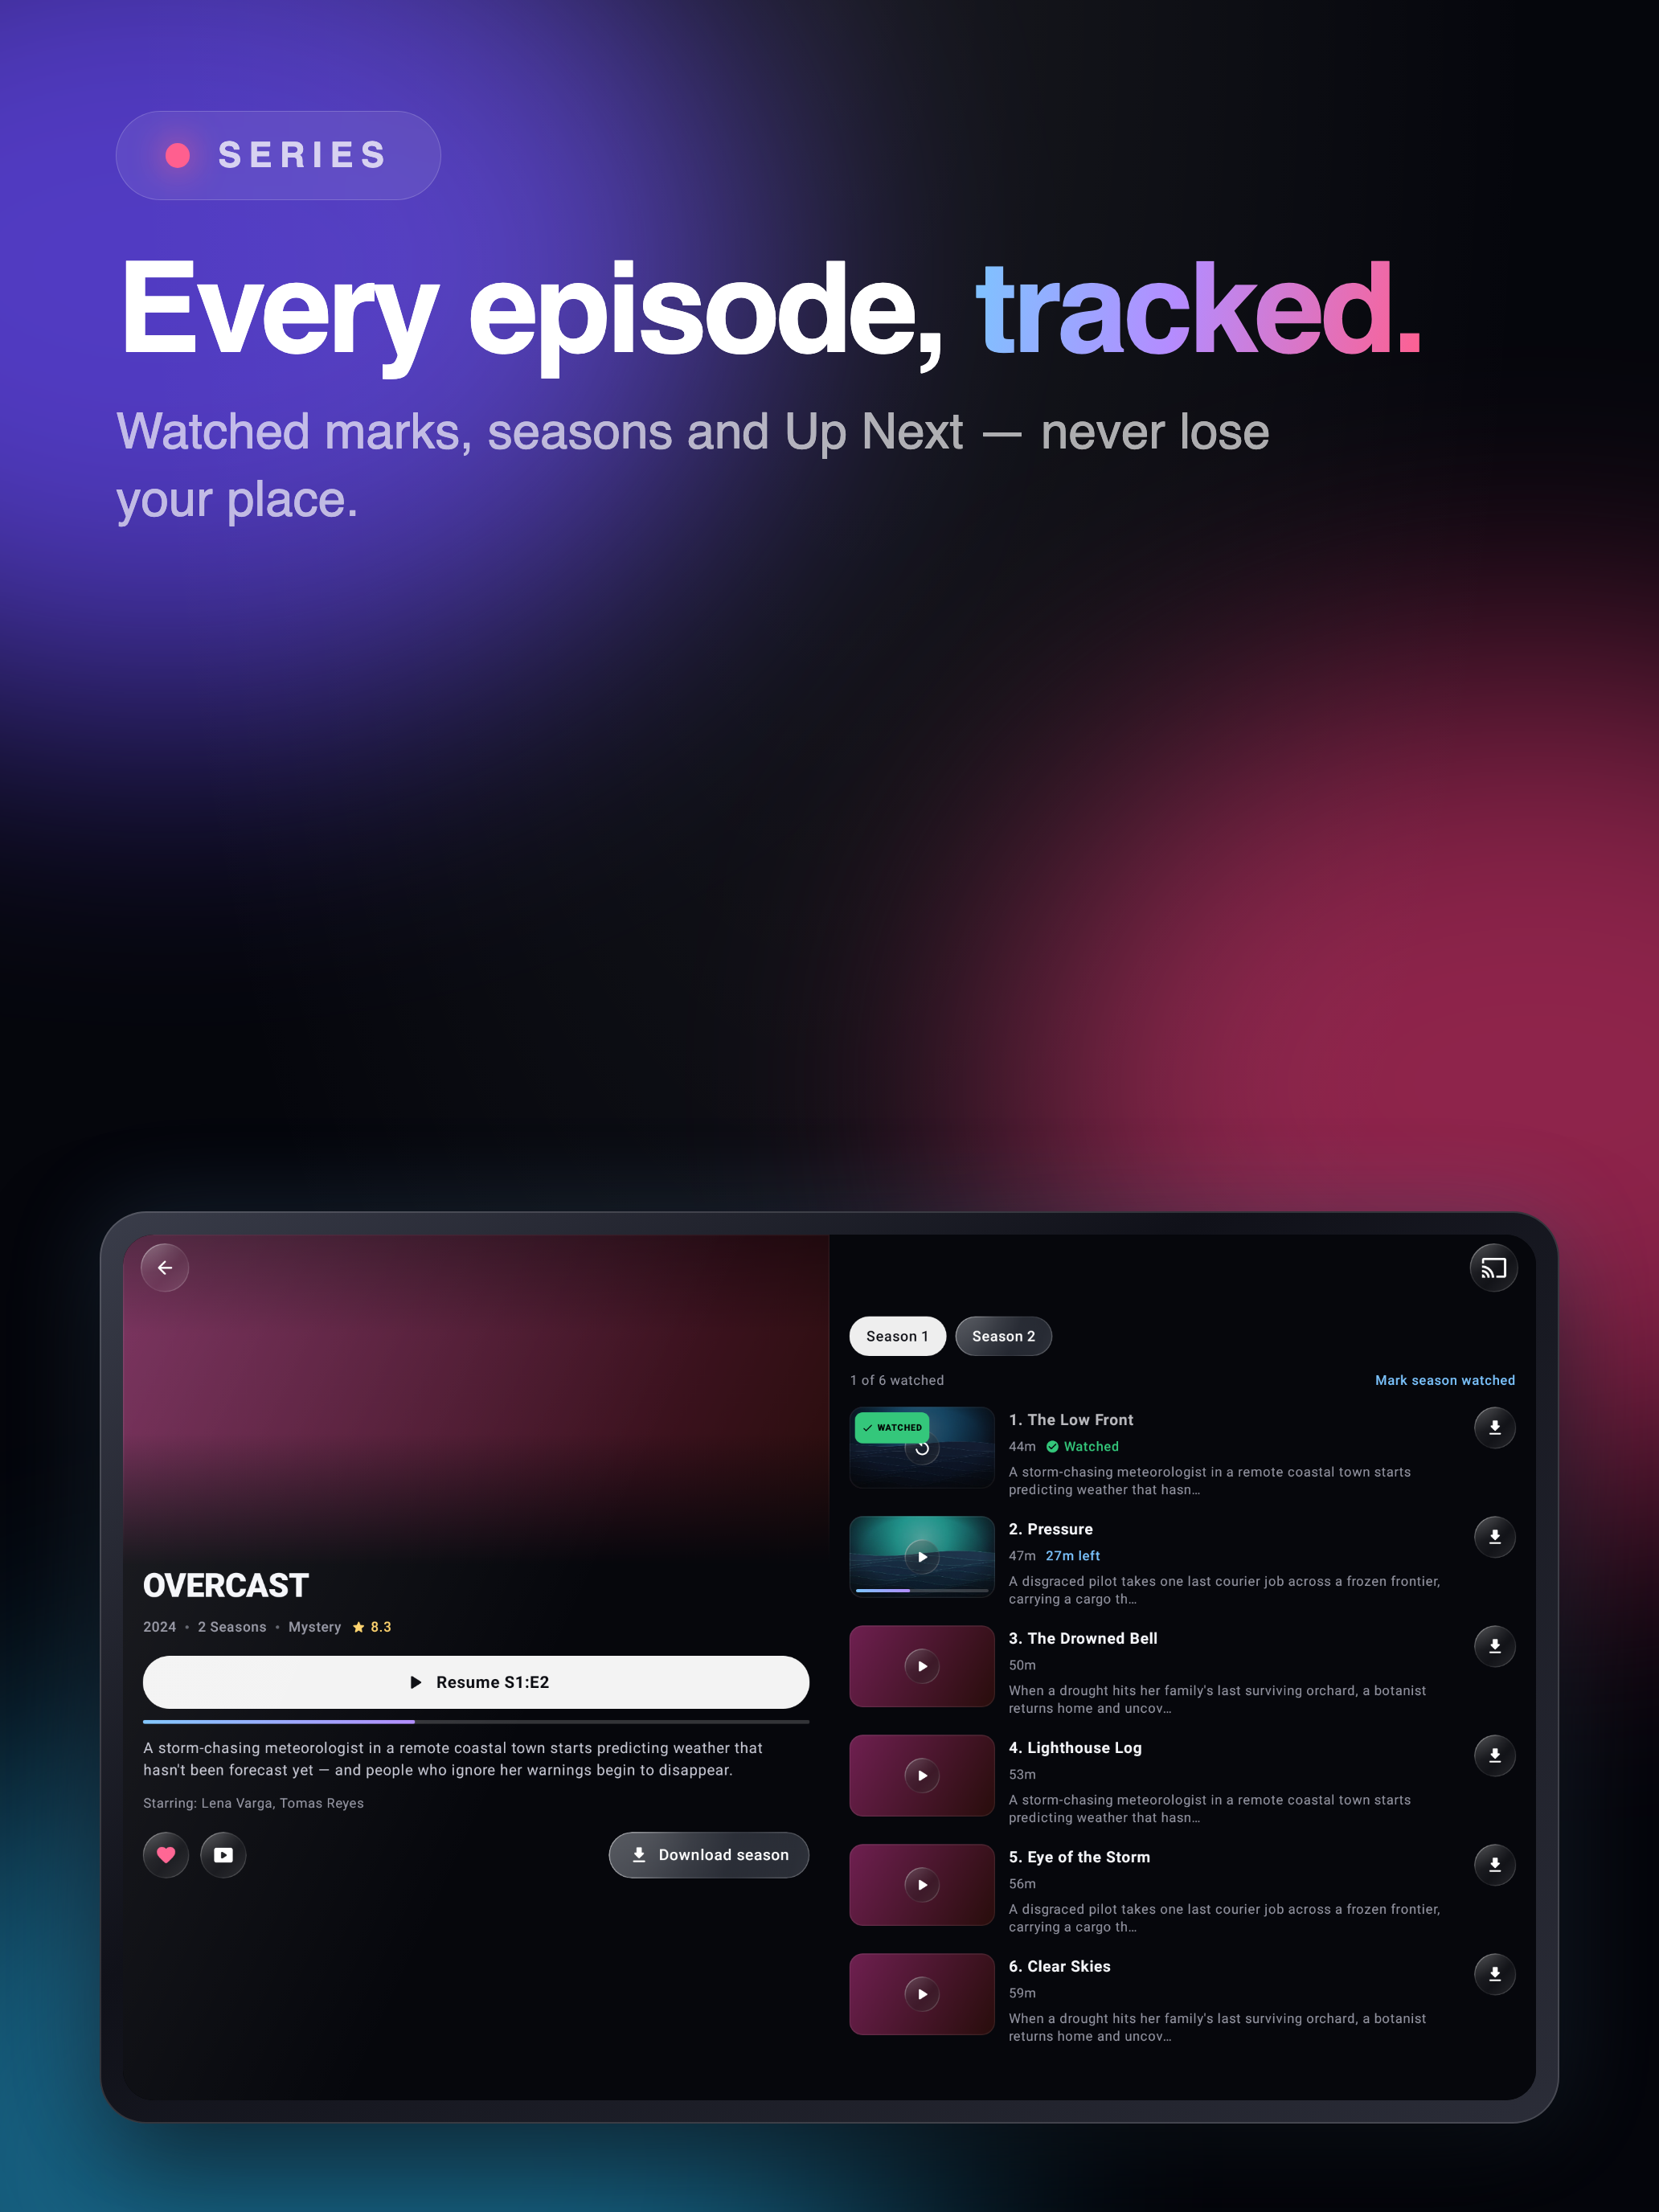 SERIES
Every episode, tracked.
Watched marks, seasons and Up Next — never lose
your place.
OVERCAST
2024 • 2 Seasons • Mystery 8.3
Resume S1:E2
A storm-chasing meteorologist in a remote coastal town starts predicting weather that
hasn't been forecast yet — and people who ignore her warnings begin to disappear.
Starring: Lena Varga, Tomas Reyes
Download season
Season 1
Season 2
1 of 6 watched
Mark season watched
WATCHED
1. The Low Front
44m Watched
A storm-chasing meteorologist in a remote coastal town starts
predicting weather that hasn…
2. Pressure
47m 27m left
A disgraced pilot takes one last courier job across a frozen frontier,
carrying a cargo th…
3. The Drowned Bell
50m
When a drought hits her family's last surviving orchard, a botanist
returns home and uncov…
4. Lighthouse Log
53m
A storm-chasing meteorologist in a remote coastal town starts
predicting weather that hasn…
5. Eye of the Storm
56m
A disgraced pilot takes one last courier job across a frozen frontier,
carrying a cargo th…
6. Clear Skies
59m
When a drought hits her family's last surviving orchard, a botanist
returns home and uncov…